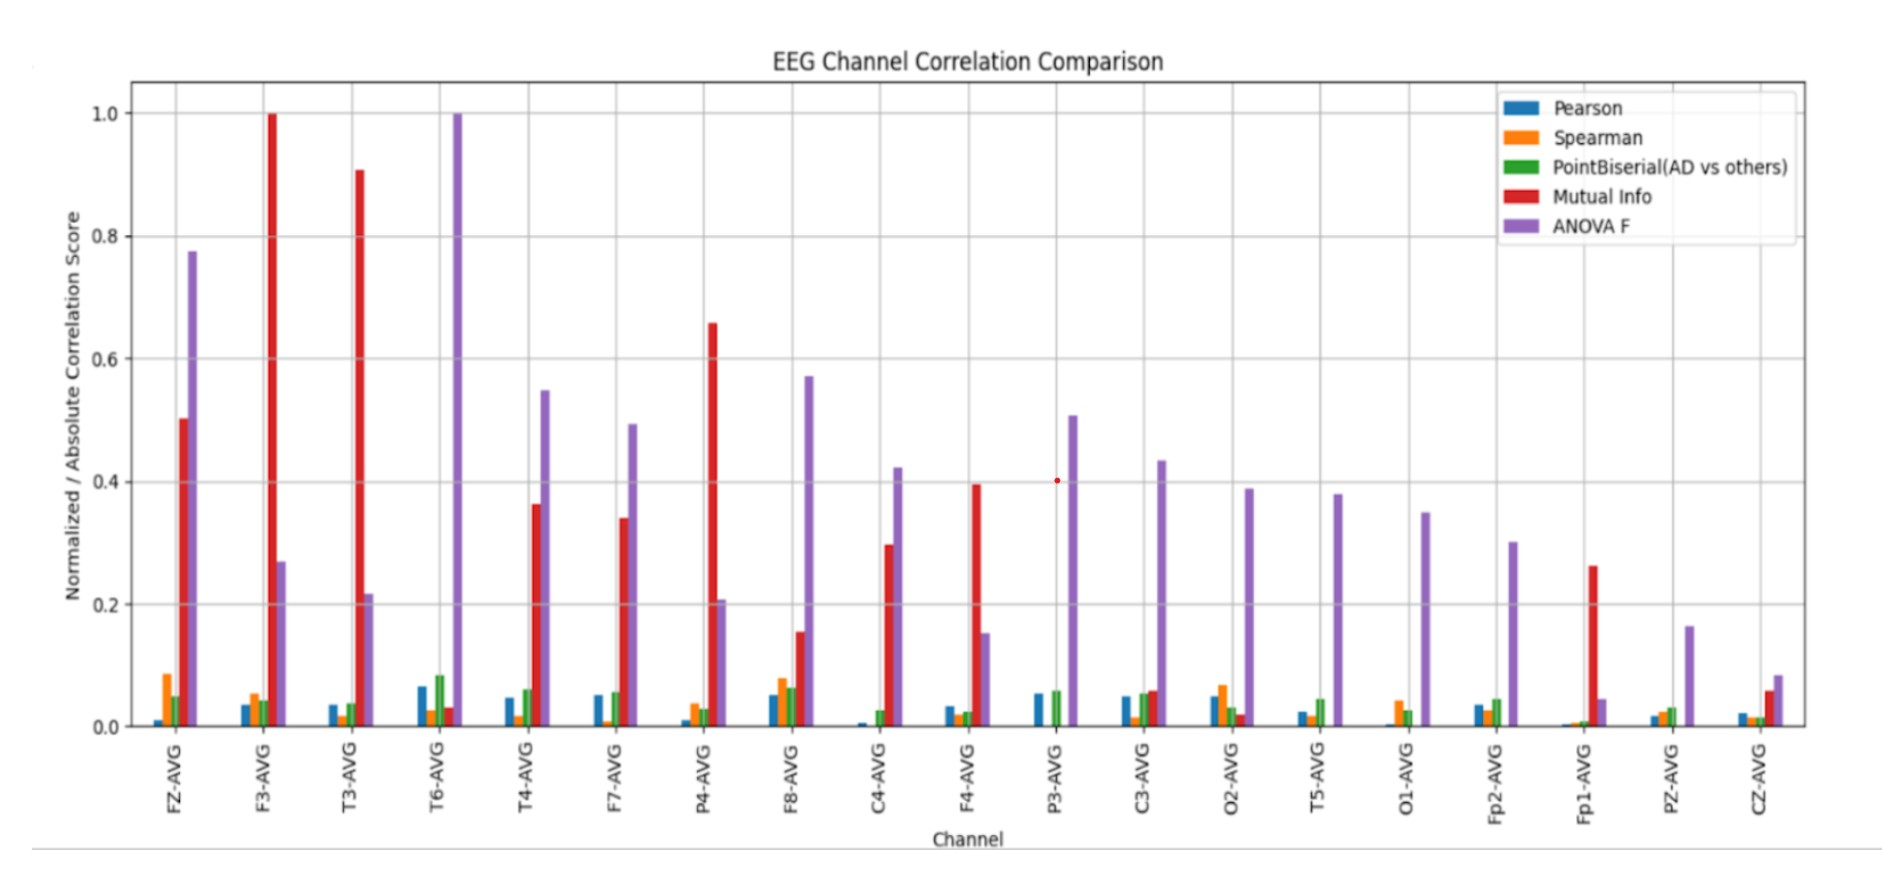 EEG Channel Correlation Comparison
Normalized / Absolute Correlation Score
1.0
0.8
0.6
0.4
0.2
0.0
Pearson
Spearman
PointBiserial(AD vs others)
Mutual Info
ANOVA F
FZ-AVG
F3-AVG
T3-AVG
T6-AVG
T4-AVG
F7-AVG
P4-AVG
F8-AVG
C4-AVG
F4-AVG
P3-AVG
C3-AVG
O2-AVG
T5-AVG
O1-AVG
Fp2-AVG
Fp1-AVG
PZ-AVG
CZ-AVG
Channel